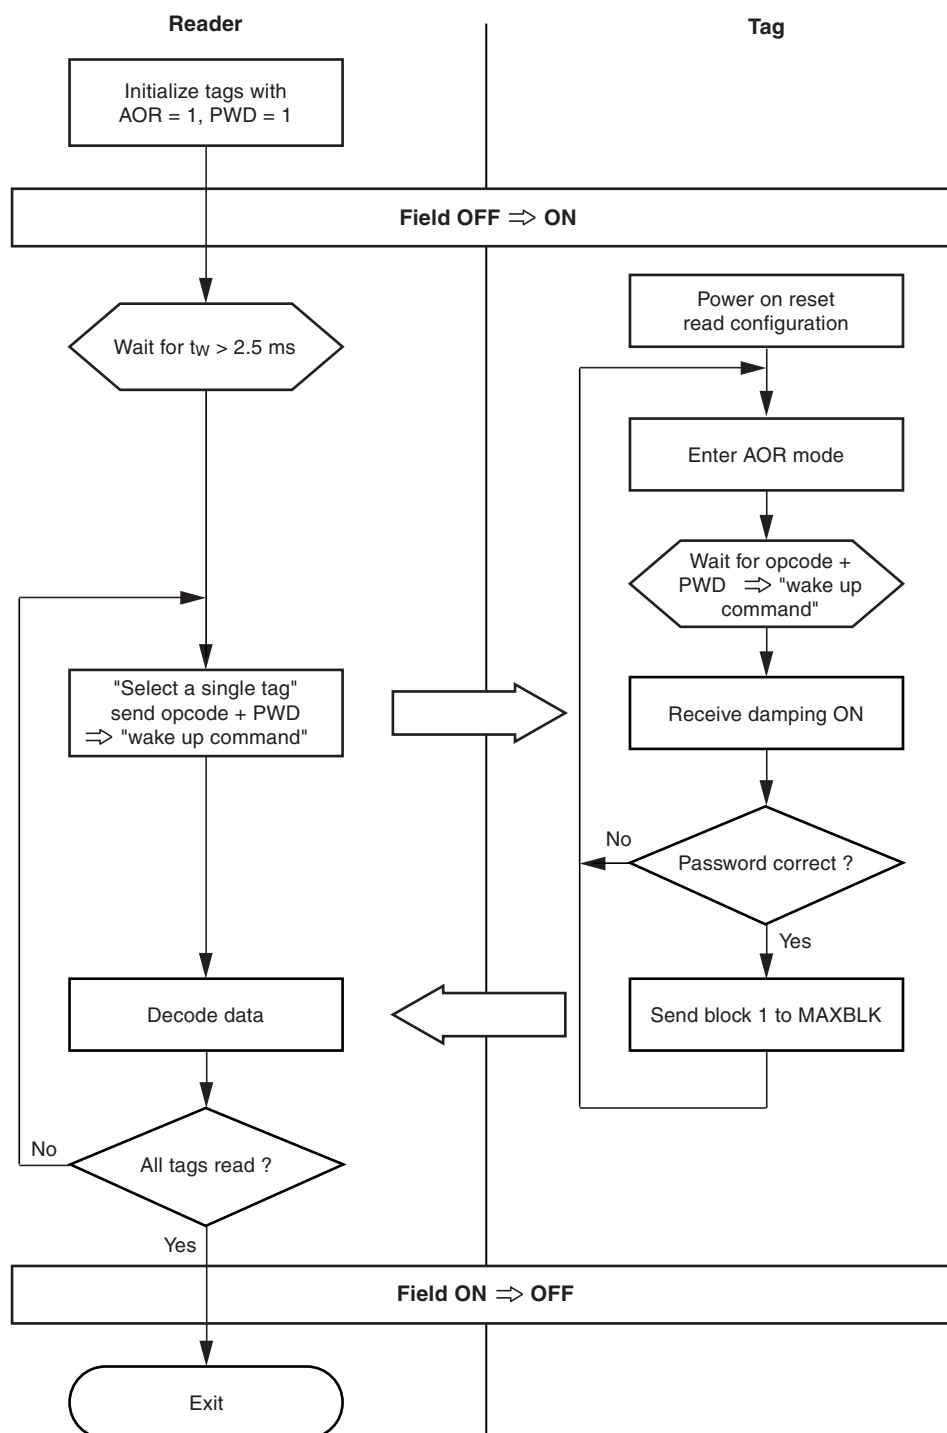 Reader
Tag
Initialize tags with
AOR = 1, PWD = 1
Field OFF ⇒ ON
Power on reset
read configuration
Wait for tW > 2.5 ms
Enter AOR mode
Wait for opcode +
PWD ⇒ "wake up
command"
"Select a single tag"
send opcode + PWD
⇒ "wake up command"
Receive damping ON
No
Password correct ?
Yes
Decode data
Send block 1 to MAXBLK
No
All tags read ?
Yes
Field ON ⇒ OFF
Exit